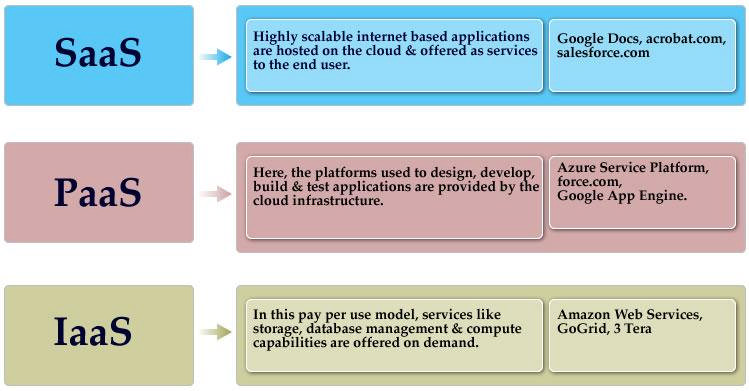 SaaS
Highly scalable internet based applications
are hosted on the cloud & offered as services
to the end user.
Google Docs, acrobat.com,
salesforce.com
PaaS
Here, the platforms used to design, develop,
build & test applications are provided by the
cloud infrastructure.
Azure Service Platform,
force.com,
Google App Engine.
IaaS
In this pay per use model, services like
storage, database management & compute
capabilities are offered on demand.
Amazon Web Services,
GoGrid, 3 Tera